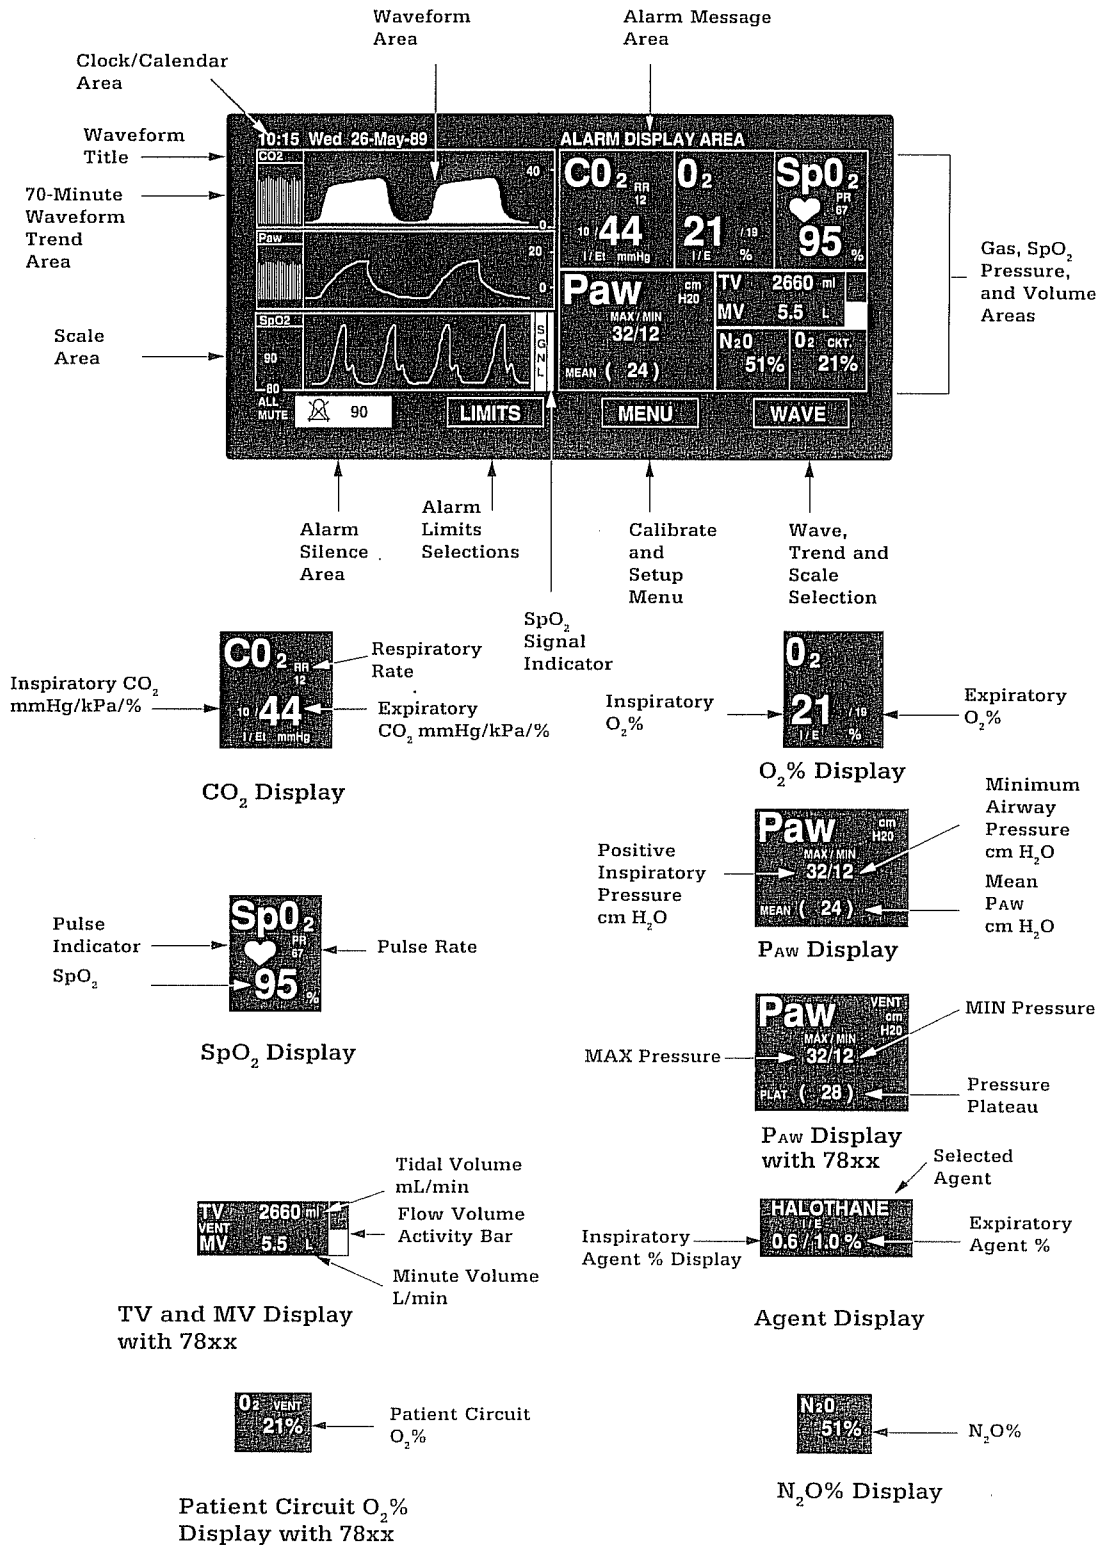 Waveform
Area
Alarm Message
Area
Clock/Calendar
Area
Waveform
Title
70-Minute
Waveform
Trend
Area
Scale
Area
10:15 Wed 26-May-89
ALARM DISPLAY AREA
CO2
40
0
Paw
20
0
SpO2
90
80
SGNL
CO2
RR
12
10/44
I/Et mmHg
O2
21/19
I/E %
SpO2
PR
67
95 %
Paw
cm
H2O
MAX/MIN
32/12
MEAN ( 24 )
TV 2660 ml
MV 5.5 L
N2O
51%
O2 CKT.
21%
ALL
MUTE
90
LIMITS
MENU
WAVE
Gas, SpO2
Pressure,
and Volume
Areas
Alarm
Silence
Area
Alarm
Limits
Selections
SpO2
Signal
Indicator
Calibrate
and
Setup
Menu
Wave,
Trend and
Scale
Selection
Inspiratory CO2
mmHg/kPa/%
CO2
RR
12
10/44
I/Et mmHg
Respiratory
Rate
Expiratory
CO2 mmHg/kPa/%
CO2 Display
Inspiratory
O2%
O2
21/19
I/E %
Expiratory
O2%
O2% Display
Positive
Inspiratory
Pressure
cm H2O
Paw
cm
H2O
MAX/MIN
32/12
MEAN ( 24 )
Minimum
Airway
Pressure
cm H2O
Mean
PAW
cm H2O
PAW Display
Pulse
Indicator
SpO2
SpO2
PR
67
95 %
Pulse Rate
SpO2 Display
MAX Pressure
Paw
VENT
cm
H2O
MAX/MIN
32/12
PLAT ( 28 )
MIN Pressure
Pressure
Plateau
PAW Display
with 78xx
TV 2660 ml
VENT
MV 5.5 L
Tidal Volume
mL/min
Flow Volume
Activity Bar
Minute Volume
L/min
TV and MV Display
with 78xx
Selected
Agent
Inspiratory
Agent % Display
HALOTHANE
I/E
0.6 / 1.0 %
Expiratory
Agent %
Agent Display
O2 VENT
21%
Patient Circuit
O2%
Patient Circuit O2%
Display with 78xx
N2O
51%
N2O%
N2O% Display